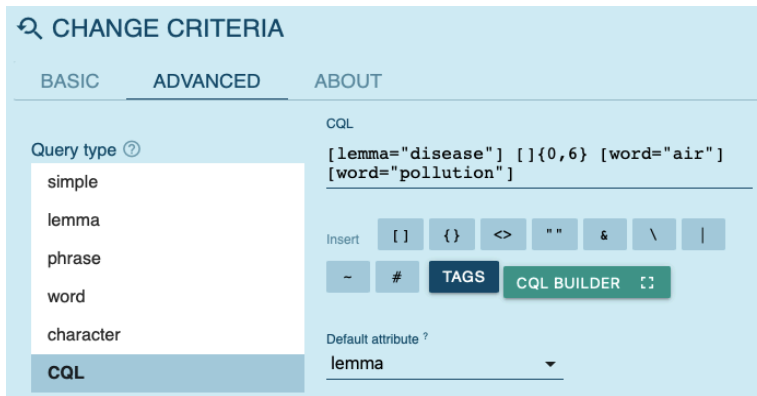 CHANGE CRITERIA
BASIC ADVANCED ABOUT
CQL
[lemma="disease"] []{0,6} [word="air"]
[word="pollution"]
Query type ?
simple
lemma
phrase
word
character
CQL
Insert [] {} <> "" & \ |
~ # TAGS CQL BUILDER
Default attribute ?
lemma